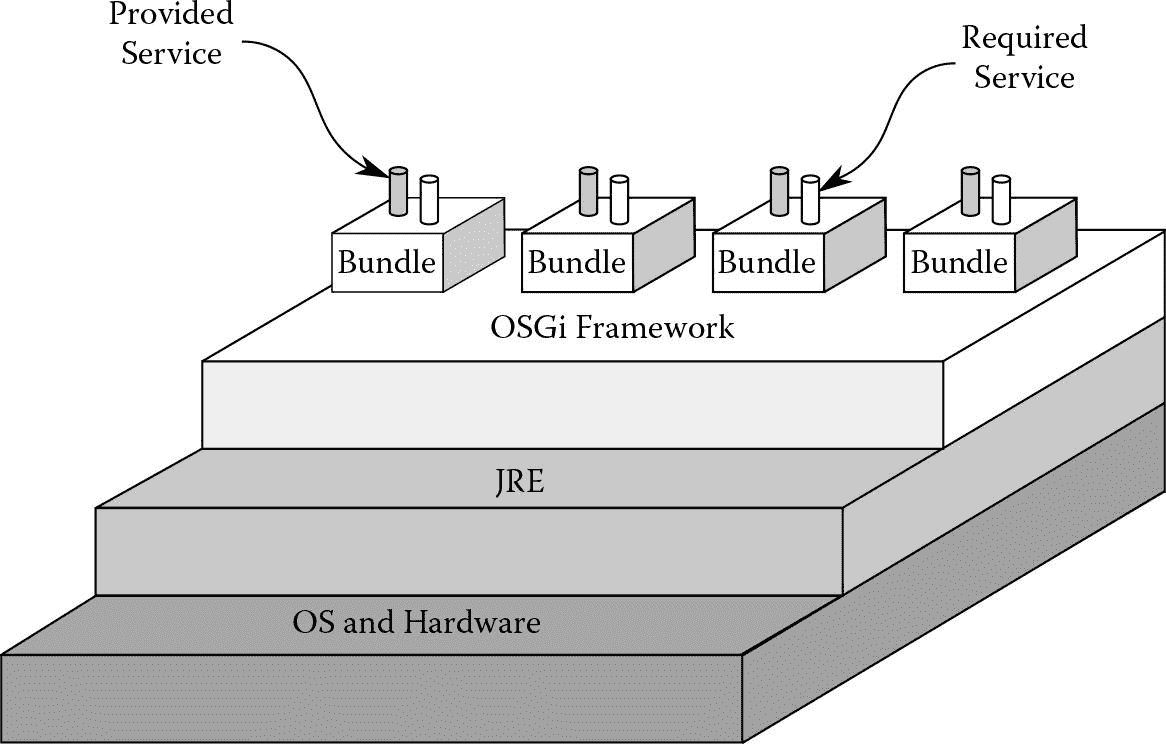 Provided
Service
Required
Service
Bundle
Bundle
Bundle
Bundle
OSGi Framework
JRE
OS and Hardware